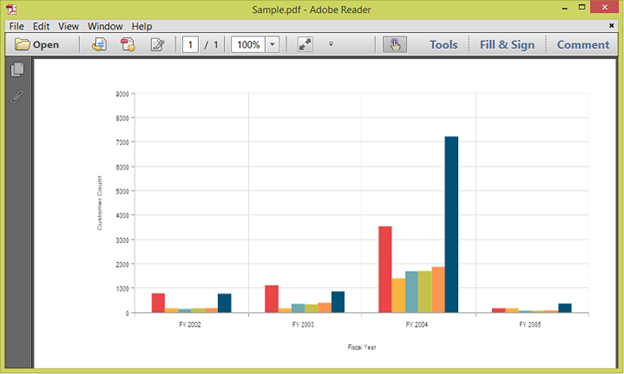 Sample.pdf - Adobe Reader
File Edit View Window Help
Open 1 / 1 100% Tools Fill & Sign Comment
9000
8000
7000
6000
5000
4000
3000
2000
1000
0
Customer Count
FY 2002 FY 2003 FY 2004 FY 2005
Fiscal Year